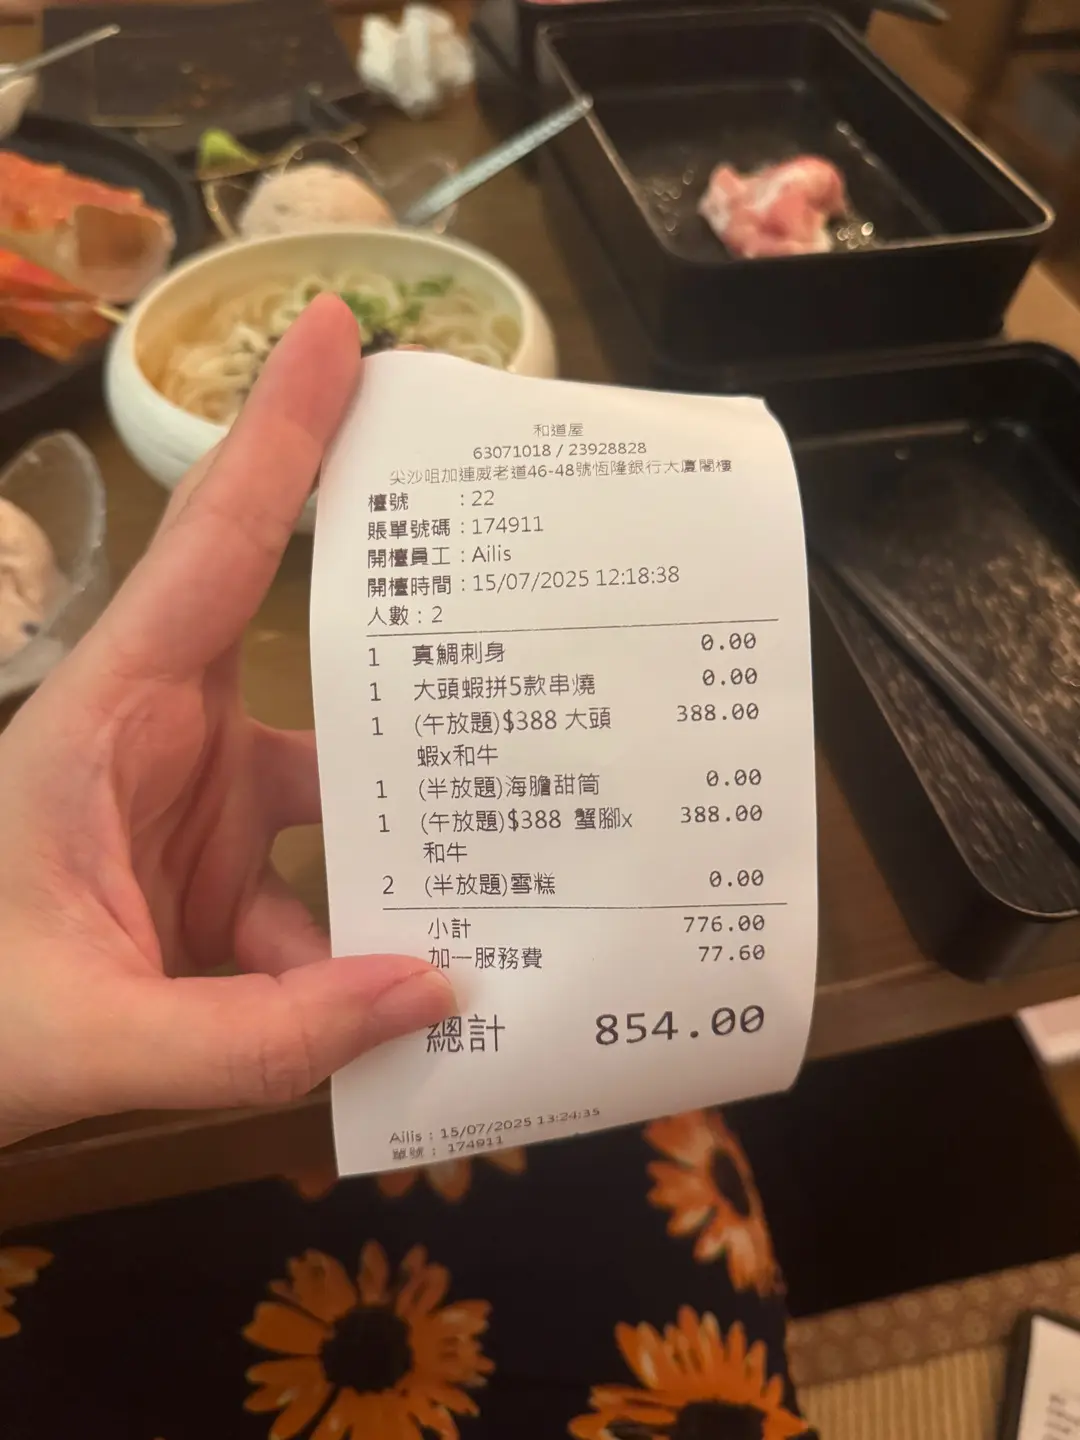 和道屋
63071018 / 23928828
尖沙咀加連威老道46-48號恆隆銀行大廈閣樓
檯號 : 22
賬單號碼 : 174911
開檯員工 : Ailis
開檯時間 : 15/07/2025 12:18:38
人數 : 2
1 真鯛刺身 0.00
1 大頭蝦拼5款串燒 0.00
1 (午放題)$388 大頭 388.00
蝦x和牛
1 (半放題)海膽甜筒 0.00
1 (午放題)$388 蟹腳x 388.00
和牛
2 (半放題)雪糕 0.00
小計 776.00
加一服務費 77.60
總計 854.00
Ailis : 15/07/2025 13:24:35
單號 : 174911